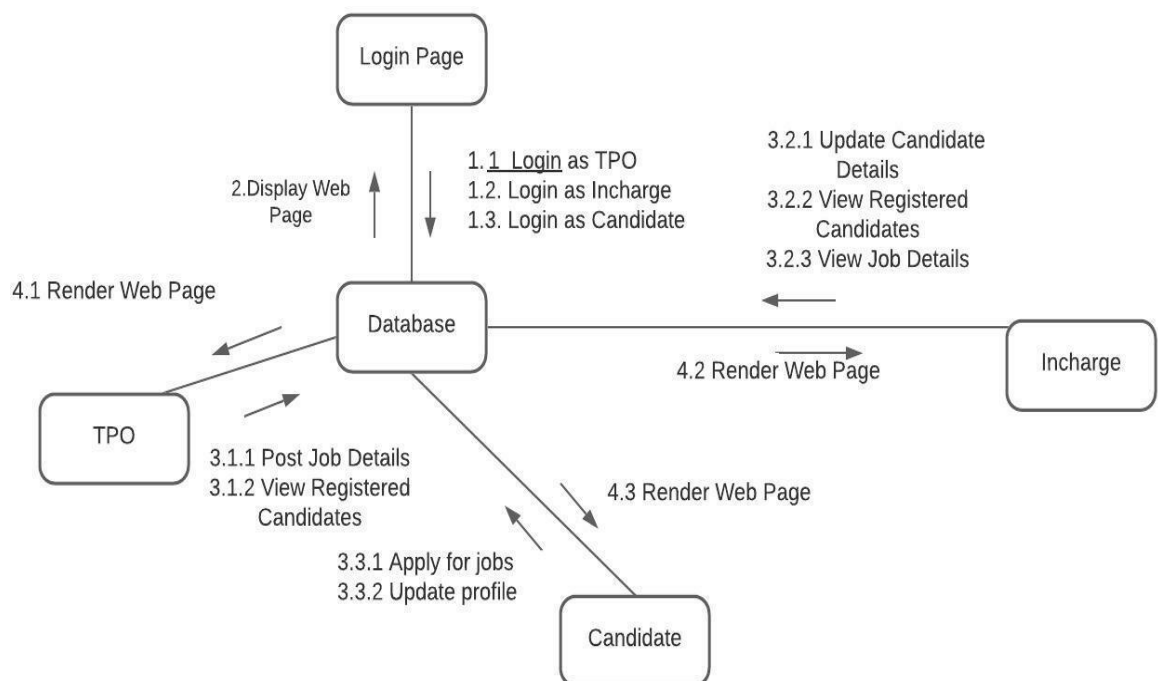 Login Page
2.Display Web
Page
1. 1  Login as TPO
1.2. Login as Incharge
1.3. Login as Candidate
3.2.1 Update Candidate
Details
3.2.2 View Registered
Candidates
3.2.3 View Job Details
4.1 Render Web Page
Database
Incharge
4.2 Render Web Page
TPO
3.1.1 Post Job Details
3.1.2 View Registered
Candidates
4.3 Render Web Page
3.3.1 Apply for jobs
3.3.2 Update profile
Candidate